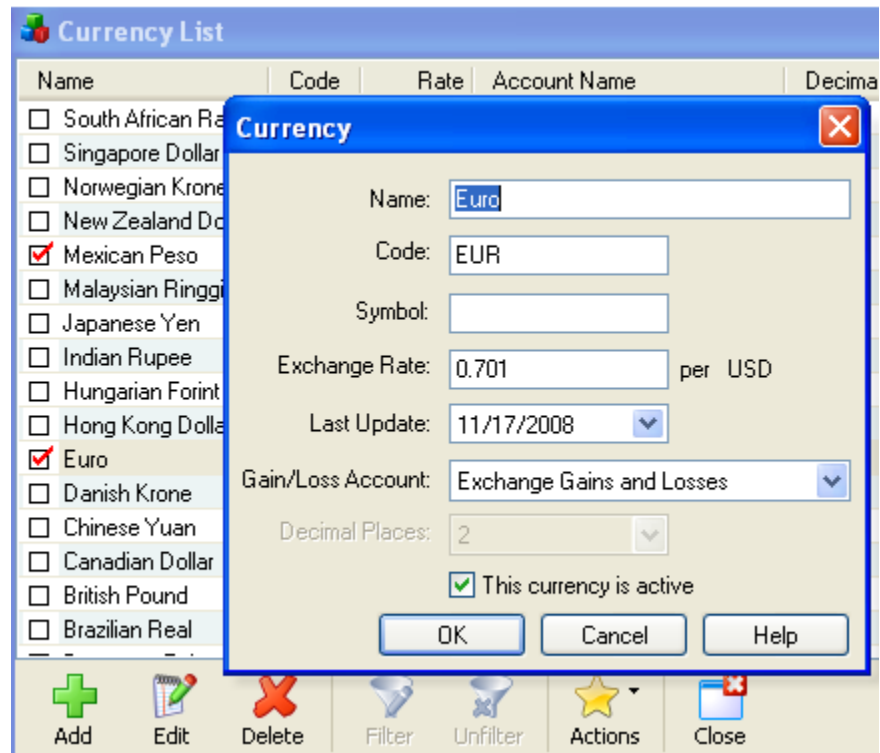 Currency List
Name Code Rate Account Name Decima
South African Ra
Singapore Dollar
Norwegian Krone
New Zealand Do
Mexican Peso
Malaysian Ringgi
Japanese Yen
Indian Rupee
Hungarian Forint
Hong Kong Dolla
Euro
Danish Krone
Chinese Yuan
Canadian Dollar
British Pound
Brazilian Real
Currency
Name: Euro
Code: EUR
Symbol:
Exchange Rate: 0.701 per USD
Last Update: 11/17/2008
Gain/Loss Account: Exchange Gains and Losses
Decimal Places: 2
This currency is active
OK Cancel Help
Add Edit Delete Filter Unfilter Actions Close